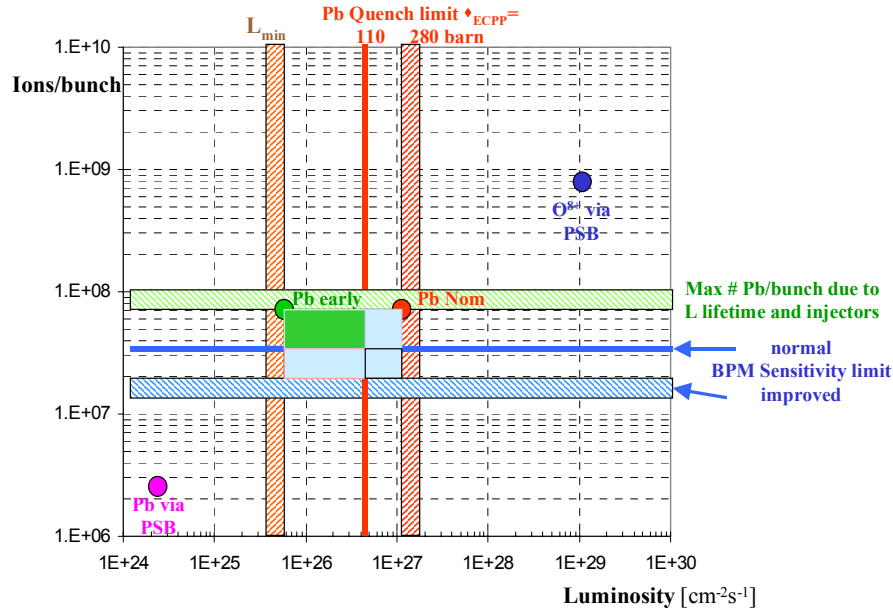 Pb Quench limit ♦ECPP=
Lmin
110 280 barn
1.E+10
Ions/bunch
1.E+09
O8+ via
PSB
1.E+08
Pb early
Pb Nom
Max # Pb/bunch due to
L lifetime and injectors
normal
BPM Sensitivity limit
improved
1.E+07
Pb via
PSB
1.E+06
1E+24 1E+25 1E+26 1E+27 1E+28 1E+29 1E+30
Luminosity [cm-2s-1]